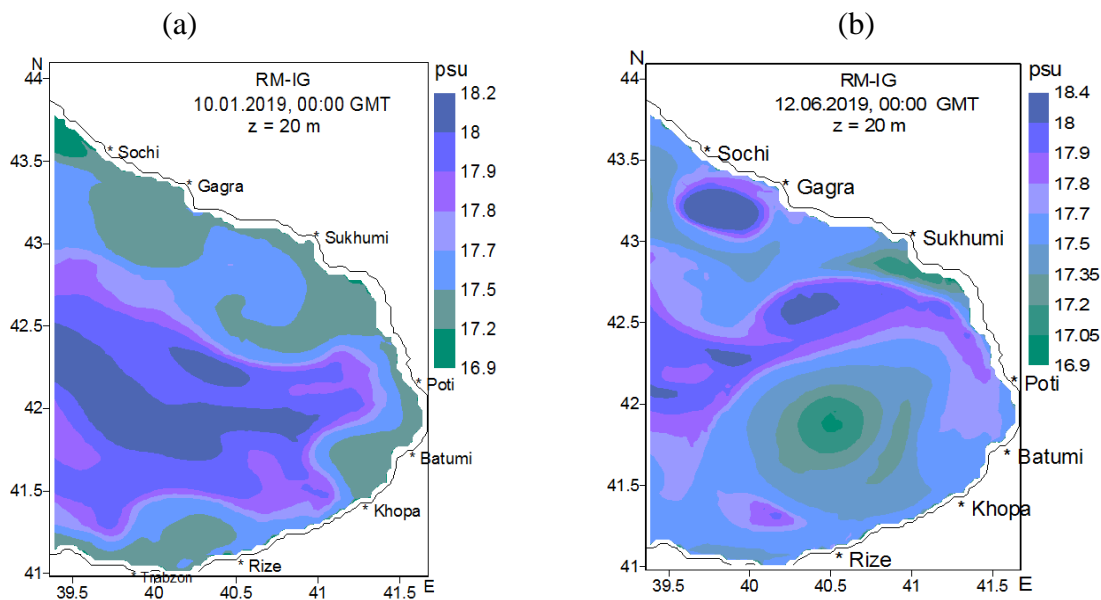 (a)
(b)
N
44
43.5
43
42.5
42
41.5
41
39.5
40
40.5
41
41.5
E
RM-IG
10.01.2019, 00:00 GMT
z = 20 m
* Sochi
* Gagra
* Sukhumi
* Poti
* Batumi
* Khopa
* Rize
* Trabzon
psu
18.2
18
17.9
17.8
17.7
17.5
17.2
16.9
N
44
43.5
43
42.5
42
41.5
41
39.5
40
40.5
41
41.5
E
RM-IG
12.06.2019, 00:00 GMT
z = 20 m
* Sochi
* Gagra
* Sukhumi
* Poti
* Batumi
* Khopa
* Rize
psu
18.4
18
17.9
17.8
17.7
17.5
17.35
17.2
17.05
16.9